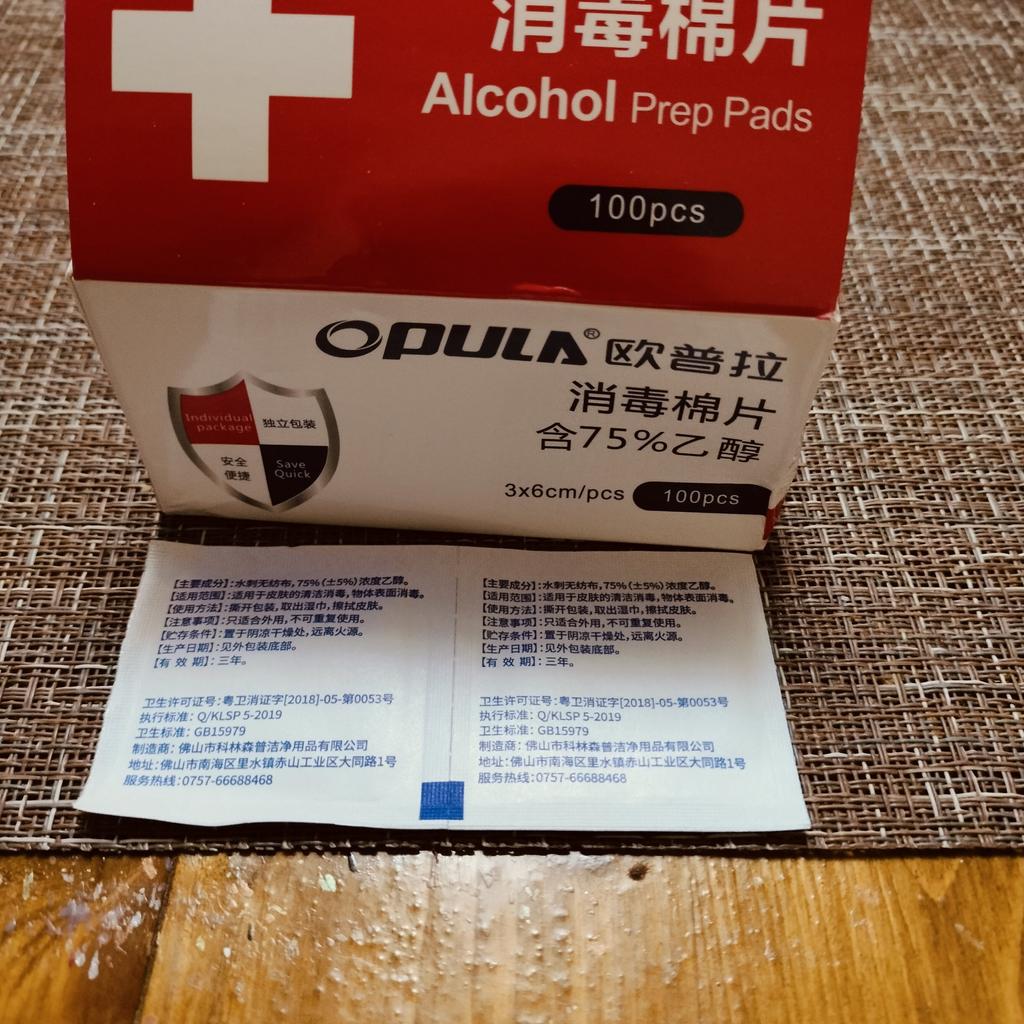 消毒棉片
Alcohol Prep Pads
100pcs
OPULA® 欧普拉
消毒棉片
含75%乙醇
3x6cm/pcs 100pcs
Individual package
独立包装
安全便捷
Save Quick
【主要成分】:水刺无纺布,75%(±5%)浓度乙醇。
【适用范围】:适用于皮肤的清洁消毒,物体表面消毒。
【使用方法】:撕开包装,取出湿巾,擦拭皮肤。
【注意事项】:只适合外用,不可重复使用。
【贮存条件】:置于阴凉干燥处,远离火源。
【生产日期】:见外包装底部。
【有 效 期】:三年。
卫生许可证号:粤卫消证字[2018]-05-第0053号
执行标准: Q/KLSP 5-2019
卫生标准: GB15979
制造商:佛山市科林森普洁净用品有限公司
地址:佛山市南海区里水镇赤山工业区大同路1号
服务热线:0757-66688468
【主要成分】:水刺无纺布,75%(±5%)浓度乙醇。
【适用范围】:适用于皮肤的清洁消毒,物体表面消毒。
【使用方法】:撕开包装,取出湿巾,擦拭皮肤。
【注意事项】:只适合外用,不可重复使用。
【贮存条件】:置于阴凉干燥处,远离火源。
【生产日期】:见外包装底部。
【有 效 期】:三年。
卫生许可证号:粤卫消证字[2018]-05-第0053号
执行标准: Q/KLSP 5-2019
卫生标准: GB15979
制造商:佛山市科林森普洁净用品有限公司
地址:佛山市南海区里水镇赤山工业区大同路1号
服务热线:0757-66688468